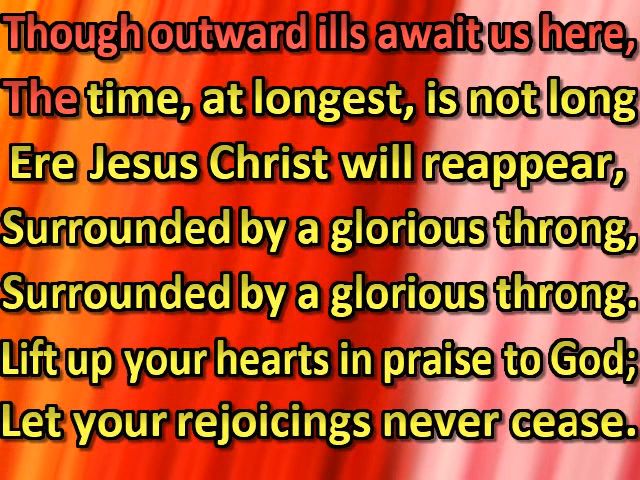 Though outward ills await us here,
The time, at longest, is not long
Ere Jesus Christ will reappear,
Surrounded by a glorious throng,
Surrounded by a glorious throng.
Lift up your hearts in praise to God;
Let your rejoicings never cease.